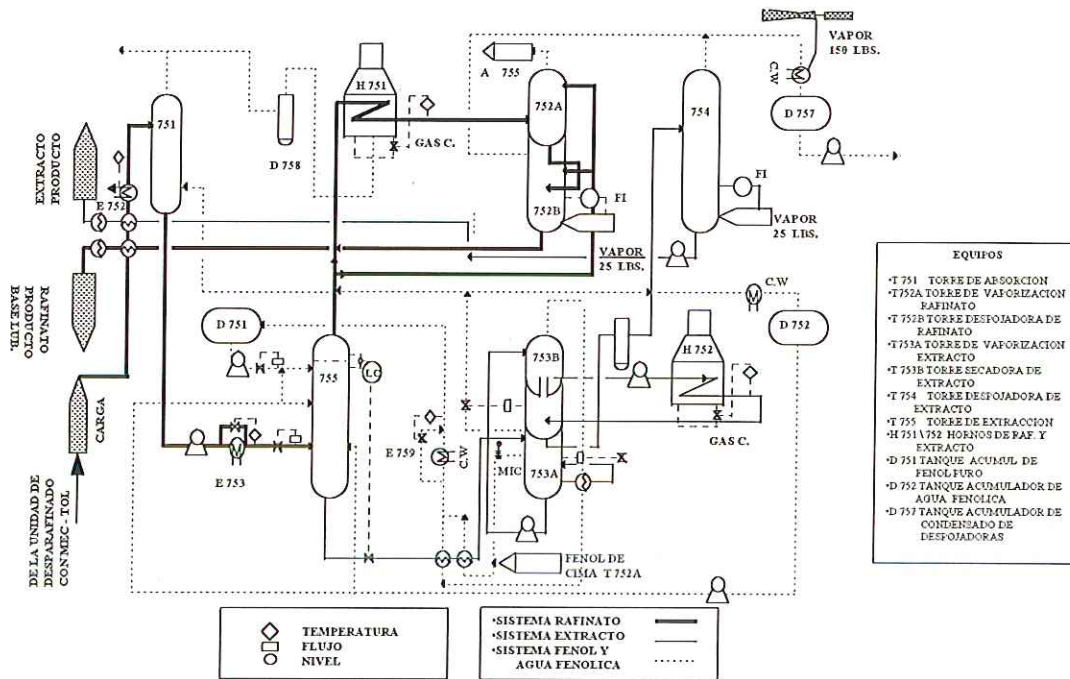 VAPOR
150 LBS.
H 751
A 755
752A
754
C.W
D 757
751
GAS C.
D 758
EXTRACTO
PRODUCTO
E 752
FI
752B
FI
VAPOR
25 LBS.
VAPOR
25 LBS.
RAFINATO
PRODUCTO
BASE LUB.
C.W
D 751
D 752
755
LC
753B
H 752
CARGA
E 759
C.W
GAS C.
MIC
753A
E 753
FENOL DE
CIMA T 752A
DE LA UNIDAD DE
DESPARAFINADO
CON MEC - TOL
EQUIPOS
•T 751 TORRE DE ABSORCION
•T752A TORRE DE VAPORIZACION
RAFINATO
•T 752B TORRE DESPOJADORA DE
RAFINATO
•T753A TORRE DE VAPORIZACION
EXTRACTO
•T 753B TORRE SECADORA DE
EXTRACTO
•T 754 TORRE DESPOJADORA DE
EXTRACTO
•T 755 TORRE DE EXTRACCION
•H 751\752 HORNOS DE RAF. Y
EXTRACTO
•D 751 TANQUE ACUMUL DE
FENOL PURO
•D 752 TANQUE ACUMULADOR DE
AGUA FENOLICA
•D 757 TANQUE ACUMULADOR DE
CONDENSADO DE
DESPOJADORAS
TEMPERATURA
FLUJO
NIVEL
•SISTEMA RAFINATO
•SISTEMA EXTRACTO
•SISTEMA FENOL Y
AGUA FENOLICA